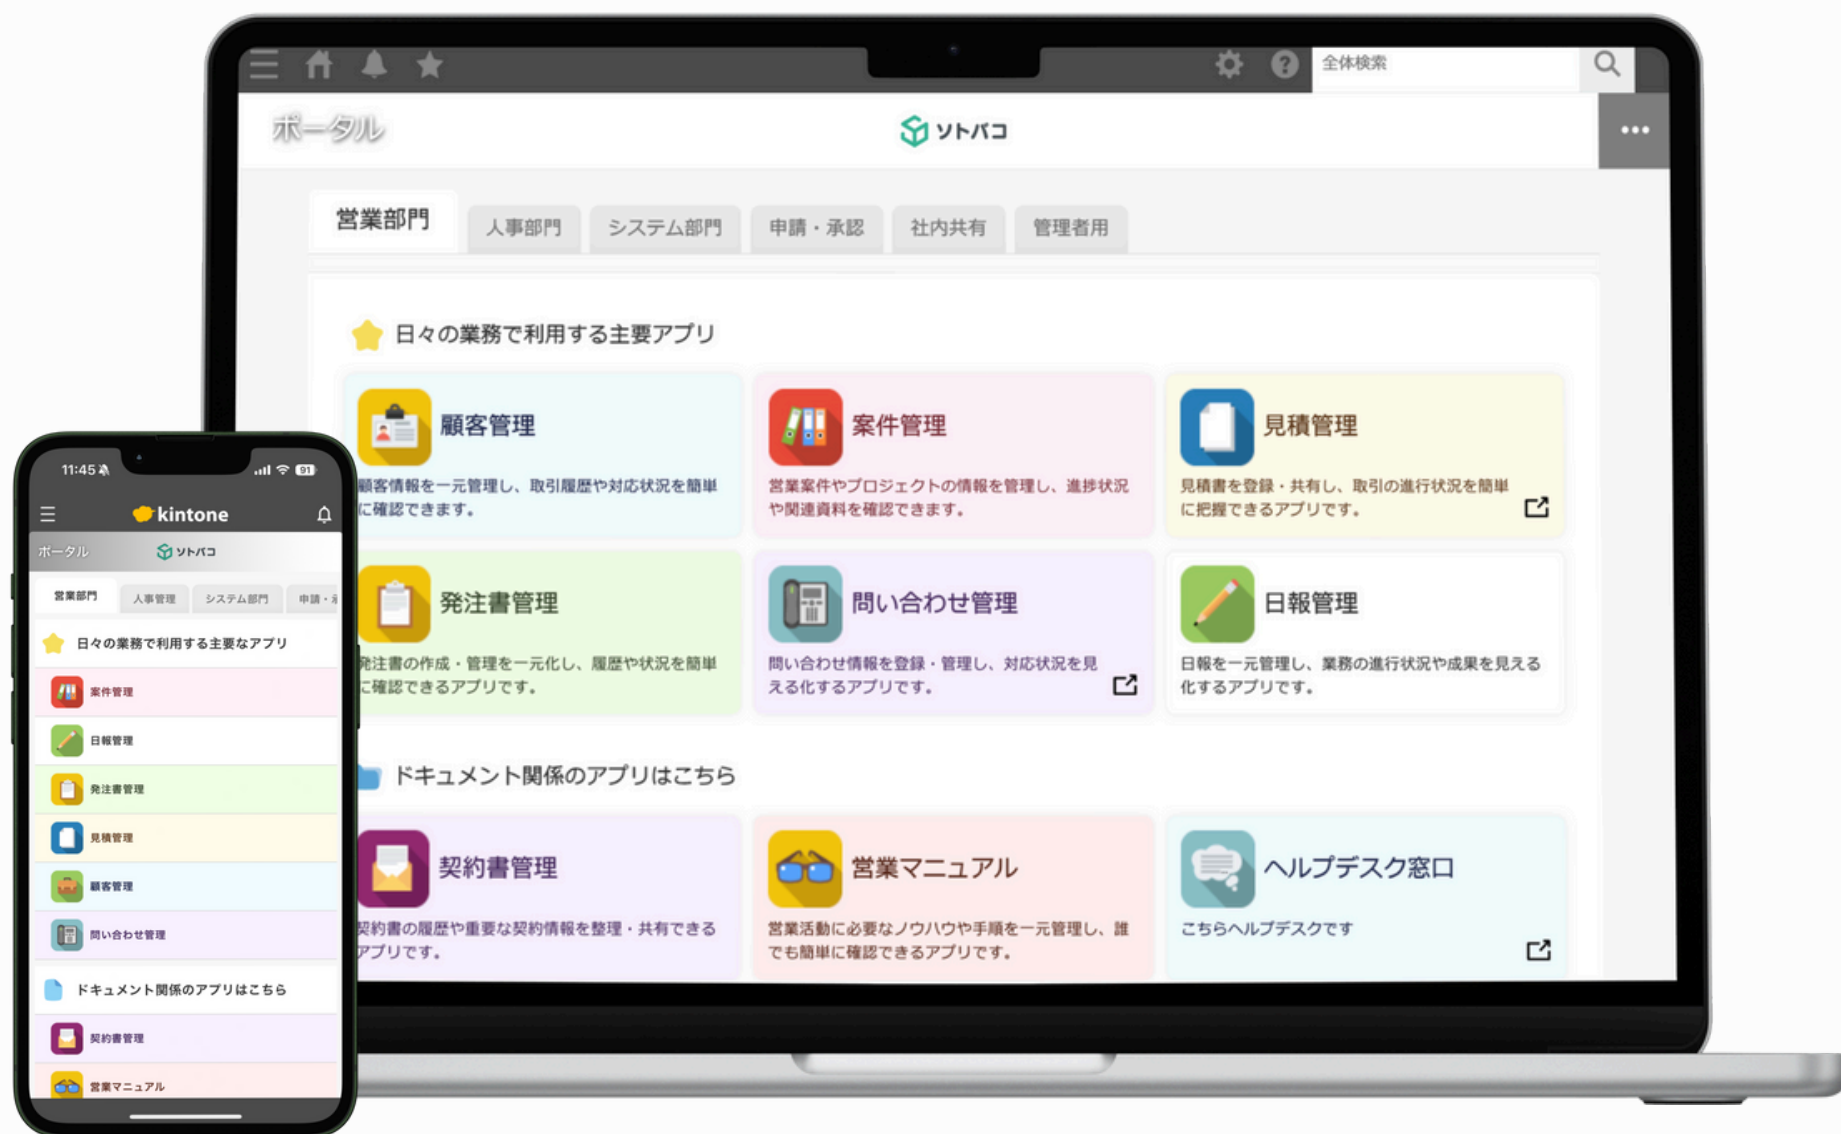 全体検索
ポータル
ソトバコ
営業部門
人事部門
システム部門
申請・承認
社内共有
管理者用
日々の業務で利用する主要アプリ
顧客管理
顧客情報を一元管理し、取引履歴や対応状況を簡単
に確認できます。
案件管理
営業案件やプロジェクトの情報を管理し、進捗状況
や関連資料を確認できます。
見積管理
見積書を登録・共有し、取引の進行状況を簡単
に把握できるアプリです。
発注書管理
発注書の作成・管理を一元化し、履歴や状況を簡単
に確認できるアプリです。
問い合わせ管理
問い合わせ情報を登録・管理し、対応状況を見
える化するアプリです。
日報管理
日報を一元管理し、業務の進行状況や成果を見える
化するアプリです。
ドキュメント関係のアプリはこちら
契約書管理
契約書の履歴や重要な契約情報を整理・共有できる
アプリです。
営業マニュアル
営業活動に必要なノウハウや手順を一元管理し、誰
でも簡単に確認できるアプリです。
ヘルプデスク窓口
こちらヘルプデスクです
11:45
91
kintone
ポータル
ソトバコ
営業部門
人事管理
システム部門
申請・
日々の業務で利用する主要なアプリ
案件管理
日報管理
発注書管理
見積管理
顧客管理
問い合わせ管理
ドキュメント関係のアプリはこちら
契約書管理
営業マニュアル